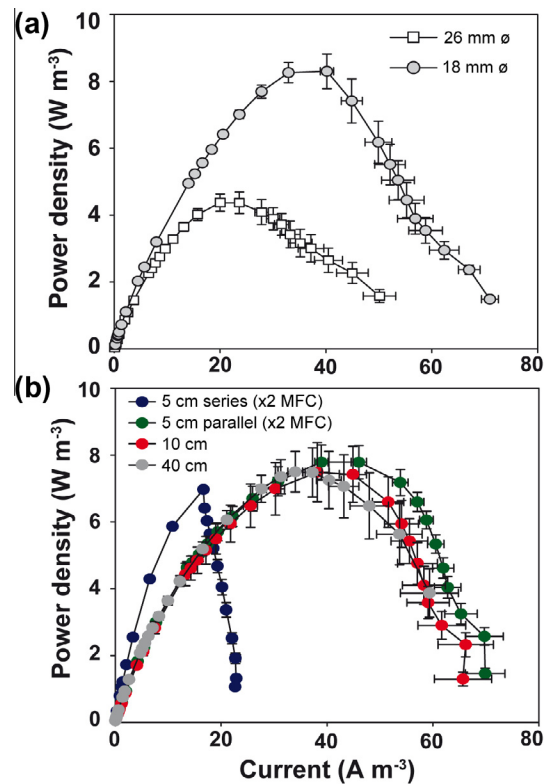 (a)
10
8
6
4
2
0
Power density (W m-3)
26 mm ø
18 mm ø
0
20
40
60
80
(b)
8
6
4
2
0
Power density (W m-3)
5 cm series (x2 MFC)
5 cm parallel (x2 MFC)
10 cm
40 cm
0
20
40
60
80
Current (A m-3)